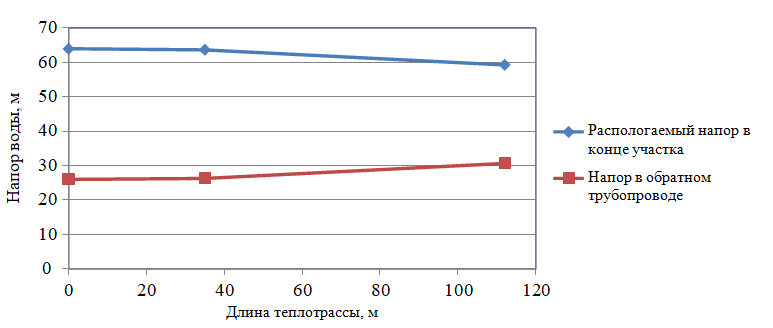 70
60
50
40
30
20
10
0
Напор воды, м
0 20 40 60 80 100 120
Длина теплотрассы, м
Распологаемый напор в
конце участка
Напор в обратном
трубопроводе